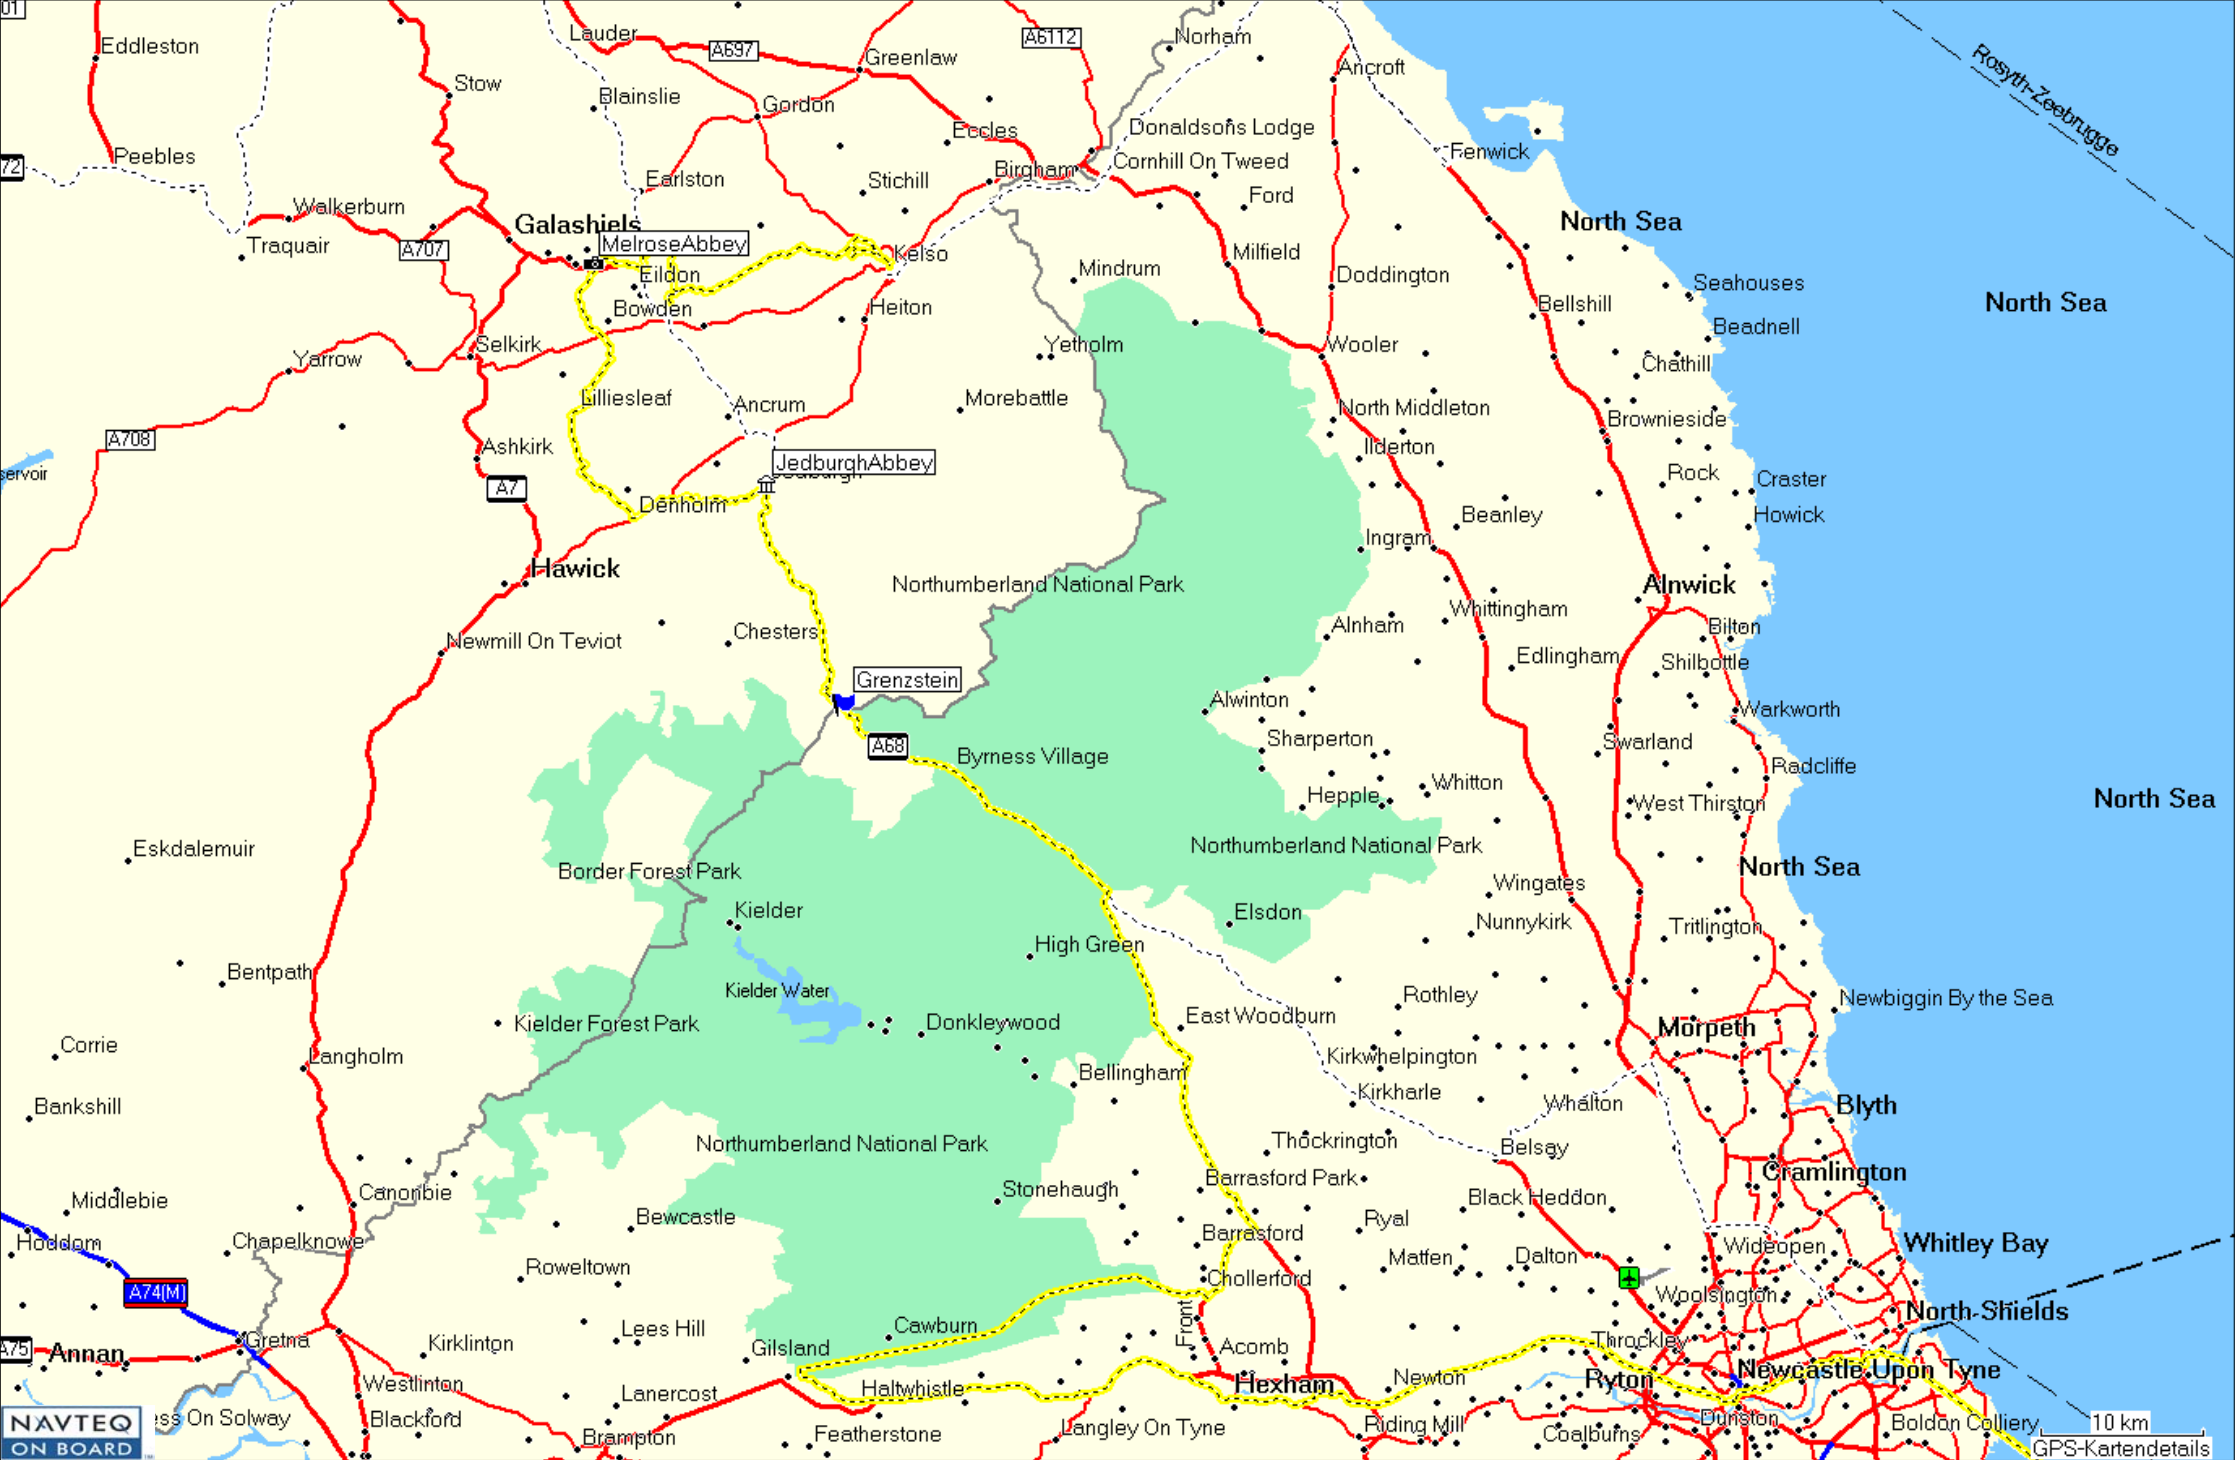 01
Eddleston
Lauder
A697
A6112
Norham
Greenlaw
Ancroft
Rosyth-Zeebrugge
Stow
Blainslie
Gordon
Eccles
Donaldsons Lodge
Fenwick
72
Peebles
Birgham
Cornhill On Tweed
Earlston
Stichill
Ford
Walkerburn
Galashiels
North Sea
Traquair
A707
MelroseAbbey
Kelso
Milfield
Eildon
Mindrum
Doddington
Seahouses
North Sea
Bowden
Heiton
Bellshill
Beadnell
Selkirk
Yetholm
Wooler
Yarrow
Chathill
Lilliesleaf
Ancrum
Morebattle
North Middleton
Brownieside
A708
Ashkirk
Ilderton
servoir
JedburghAbbey
Jedburgh
Rock
Craster
A7
Denholm
Beanley
Howick
Ingram
Hawick
Northumberland National Park
Alnwick
Whittingham
Newmill On Teviot
Chesters
Alnham
Bilton
Edlingham
Shilbottle
Grenzstein
Alwinton
Warkworth
A68
Byrness Village
Sharperton
Swarland
Radcliffe
Whitton
Hepple
West Thirston
North Sea
Eskdalemuir
Northumberland National Park
Border Forest Park
North Sea
Wingates
Kielder
Elsdon
Nunnykirk
Tritlington
High Green
Bentpath
Kielder Water
Rothley
Newbiggin By the Sea
Kielder Forest Park
Donkleywood
East Woodburn
Morpeth
Corrie
Langholm
Kirkwhelpington
Bellingham
Bankshill
Kirkharle
Whalton
Blyth
Northumberland National Park
Thockrington
Belsay
Cramlington
Middlebie
Canonbie
Stonehaugh
Barrasford Park
Black Heddon
Bewcastle
Ryal
Hoddom
Chapelknowe
Barrasford
Wideopen
Whitley Bay
Roweltown
Matfen
Dalton
A74(M)
Chollerford
Woolsington
North Shields
Gretna
Kirklinton
Lees Hill
Cawburn
Front
Throckley
A75
Annan
Gilsland
Acomb
Newcastle Upon Tyne
Westlinton
Lanercost
Haltwhistle
Hexham
Newton
Ryton
NAVTEQ
ON BOARD
ess On Solway
Blackford
Brampton
Featherstone
Langley On Tyne
Riding Mill
Coalburns
Dunston
Boldon Colliery
10 km
GPS-Kartendetails